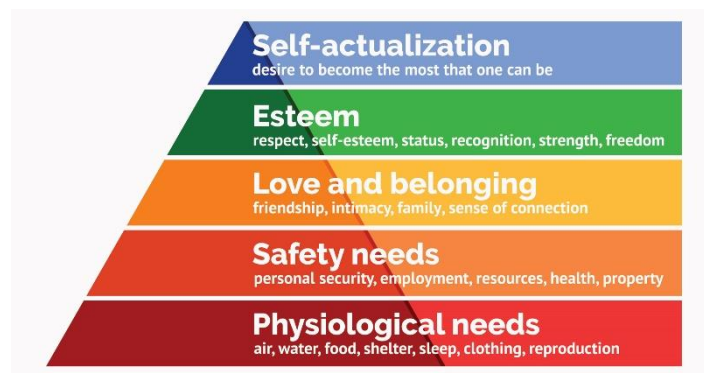 Self-actualization
desire to become the most that one can be
Esteem
respect, self-esteem, status, recognition, strength, freedom
Love and belonging
friendship, intimacy, family, sense of connection
Safety needs
personal security, employment, resources, health, property
Physiological needs
air, water, food, shelter, sleep, clothing, reproduction